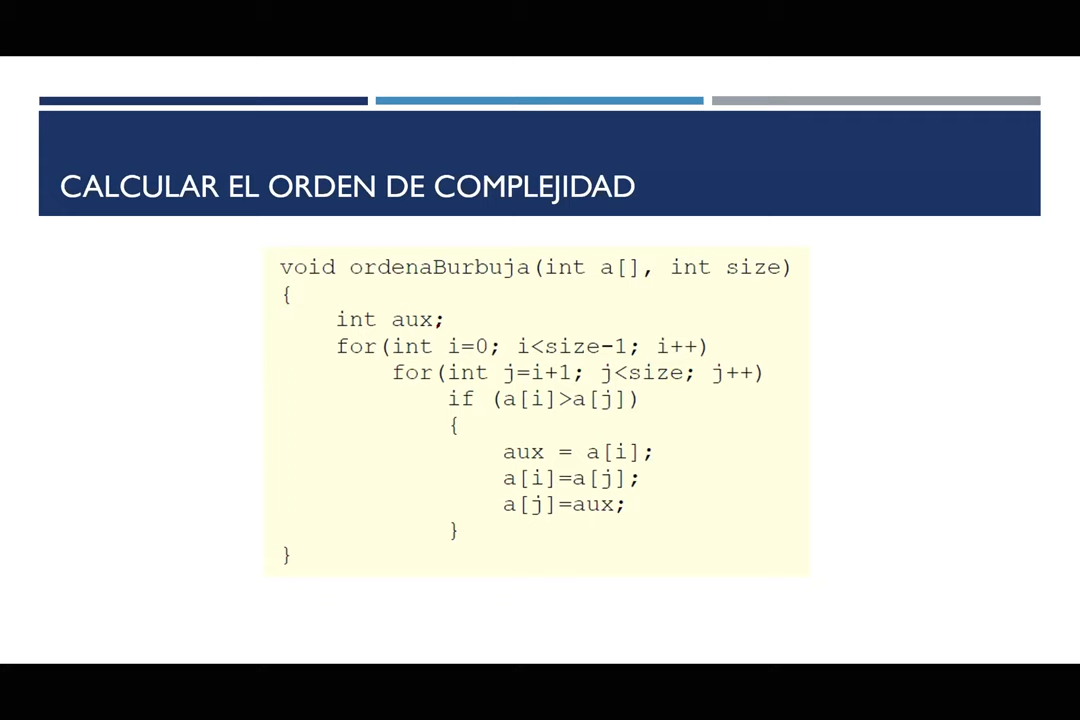 CALCULAR EL ORDEN DE COMPLEJIDAD
void ordenaBurbuja(int a[], int size)
{
    int aux;
    for(int i=0; i<size-1; i++)
        for(int j=i+1; j<size; j++)
            if (a[i]>a[j])
            {
                aux = a[i];
                a[i]=a[j];
                a[j]=aux;
            }
}